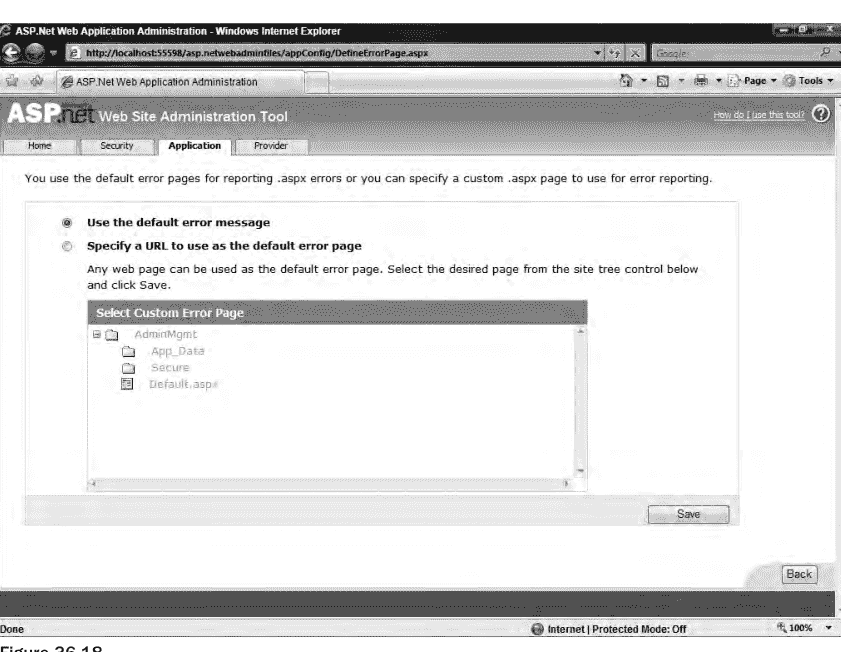 ASP.Net Web Application Administration - Windows Internet Explorer
http://localhost:55598/asp.netwebadminfiles/appConfig/DefineErrorPage.aspx
Google
ASP.Net Web Application Administration
Page
Tools
ASP.net Web Site Administration Tool
How do I use this tool?
Home Security Application Provider
You use the default error pages for reporting .aspx errors or you can specify a custom .aspx page to use for error reporting.
Use the default error message
Specify a URL to use as the default error page
Any web page can be used as the default error page. Select the desired page from the site tree control below
and click Save.
Select Custom Error Page
AdminMgmt
App_Data
Secure
Default.aspx
Save
Back
Done
Internet | Protected Mode: Off
100%
Figure 36-18